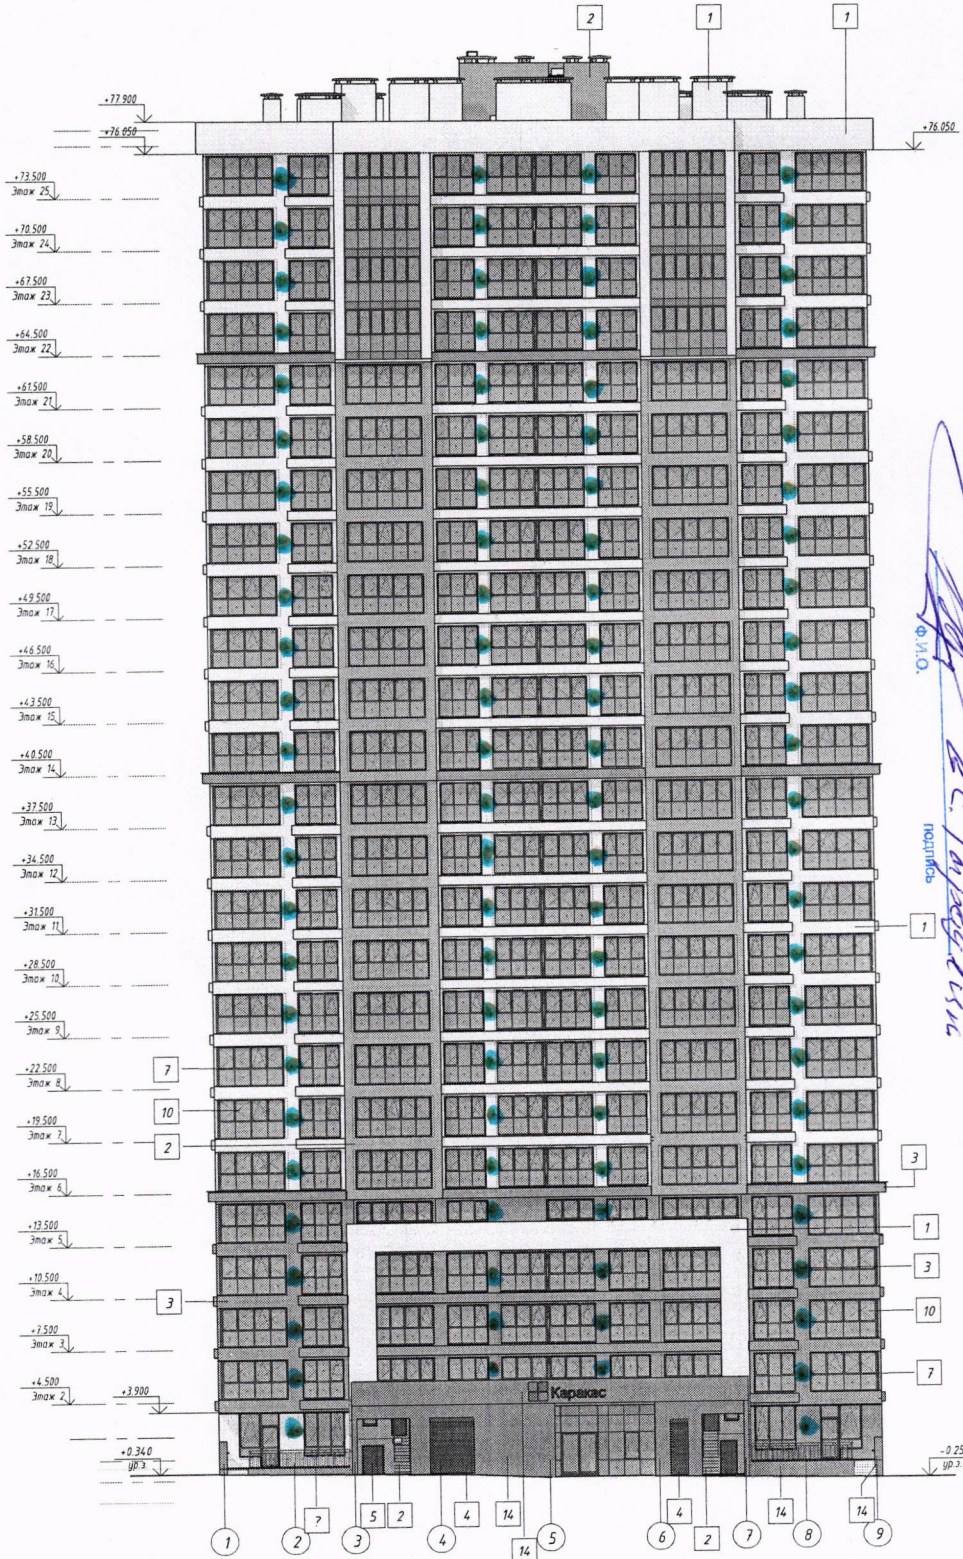 2
1
1
+77.900
+76.050
+76.050
+73.500
Этаж 25
+70.500
Этаж 24
+67.500
Этаж 23
+64.500
Этаж 22
+61.500
Этаж 21
+58.500
Этаж 20
+55.500
Этаж 19
+52.500
Этаж 18
+49.500
Этаж 17
+46.500
Этаж 16
+43.500
Этаж 15
+40.500
Этаж 14
+37.500
Этаж 13
+34.500
Этаж 12
+31.500
Этаж 11
1
+28.500
Этаж 10
+25.500
Этаж 9
7
+22.500
Этаж 8
10
+19.500
Этаж 7
2
+16.500
Этаж 6
3
+13.500
Этаж 5
1
3
+10.500
Этаж 4
3
10
+7.500
Этаж 3
7
+4.500
Этаж 2
+3.900
Каракас
+0.340
ур.з.
-0.25
ур.з.
1
2
?
3
5
2
4
4
14
14
5
6
4
2
7
14
8
14
9
Ф.И.О.
подпись